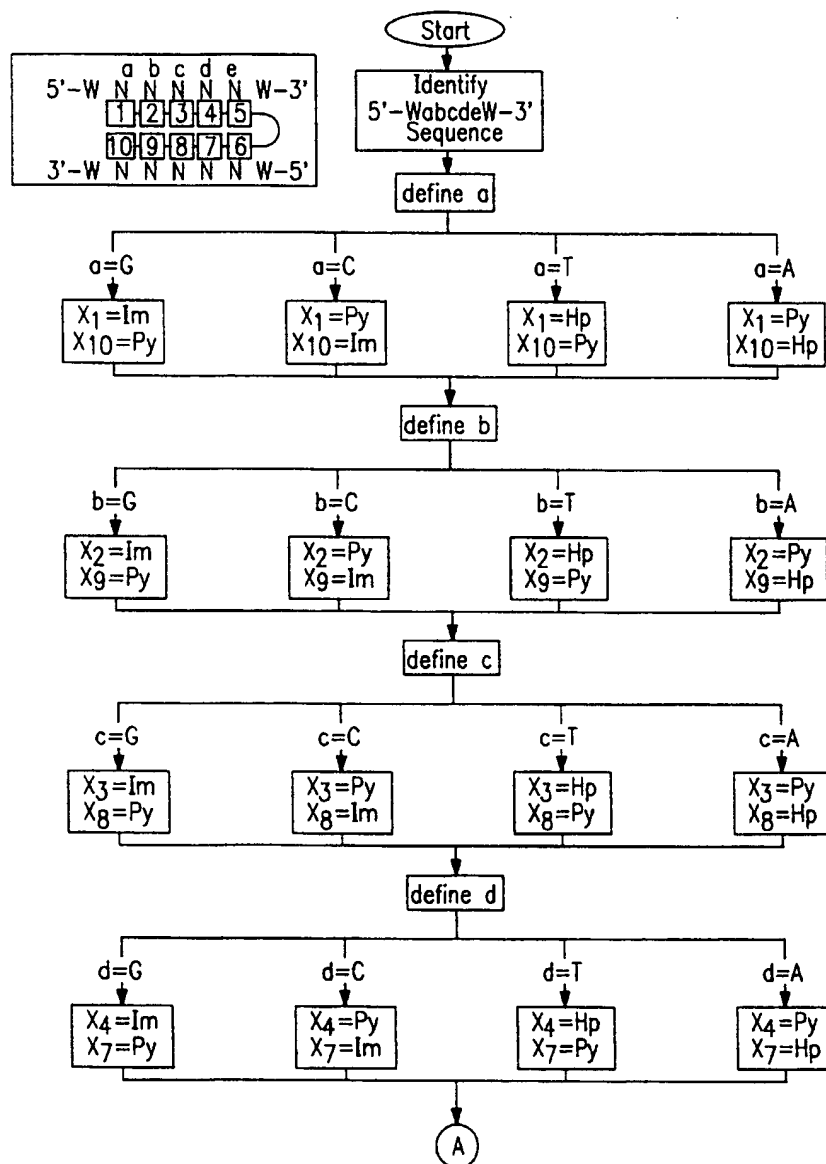 Start
a b c d e
5'-W N N N N N W-3'
1 2 3 4 5
10 9 8 7 6
3'-W N N N N N W-5'
Identify
5'-WabcdeW-3'
Sequence
define a
a=G a=C a=T a=A
X1=Im X1=Py X1=Hp X1=Py
X10=Py X10=Im X10=Py X10=Hp
define b
b=G b=C b=T b=A
X2=Im X2=Py X2=Hp X2=Py
X9=Py X9=Im X9=Py X9=Hp
define c
c=G c=C c=T c=A
X3=Im X3=Py X3=Hp X3=Py
X8=Py X8=Im X8=Py X8=Hp
define d
d=G d=C d=T d=A
X4=Im X4=Py X4=Hp X4=Py
X7=Py X7=Im X7=Py X7=Hp
A